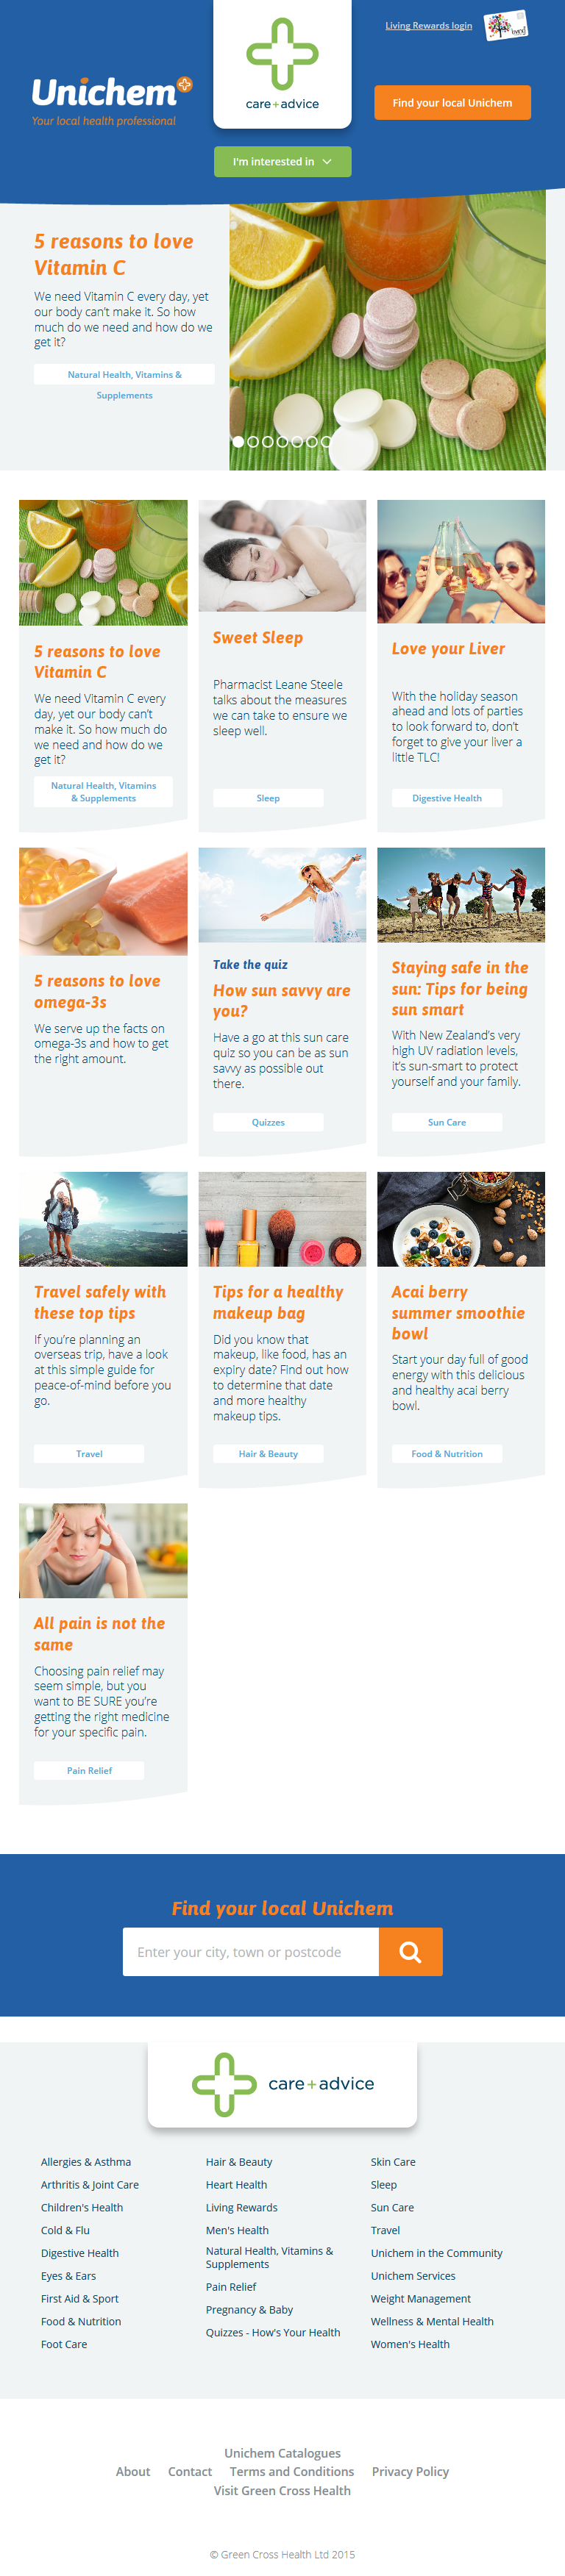 Living Rewards login
living
Unichem
Your local health professional
care+advice
Find your local Unichem
I'm interested in
5 reasons to love
Vitamin C
We need Vitamin C every day, yet
our body can't make it. So how
much do we need and how do we
get it?
Natural Health, Vitamins &
Supplements
5 reasons to love
Vitamin C
We need Vitamin C every
day, yet our body can't
make it. So how much do
we need and how do we
get it?
Natural Health, Vitamins
& Supplements
Sweet Sleep
Pharmacist Leane Steele
talks about the measures
we can take to ensure we
sleep well.
Sleep
Love your Liver
With the holiday season
ahead and lots of parties
to look forward to, don't
forget to give your liver a
little TLC!
Digestive Health
5 reasons to love
omega-3s
We serve up the facts on
omega-3s and how to get
the right amount.
Take the quiz
How sun savvy are
you?
Have a go at this sun care
quiz so you can be as sun
savvy as possible out
there.
Quizzes
Staying safe in the
sun: Tips for being
sun smart
With New Zealand's very
high UV radiation levels,
it's sun-smart to protect
yourself and your family.
Sun Care
Travel safely with
these top tips
If you're planning an
overseas trip, have a look
at this simple guide for
peace-of-mind before you
go.
Travel
Tips for a healthy
makeup bag
Did you know that
makeup, like food, has an
expiry date? Find out how
to determine that date
and more healthy
makeup tips.
Hair & Beauty
Acai berry
summer smoothie
bowl
Start your day full of good
energy with this delicious
and healthy acai berry
bowl.
Food & Nutrition
All pain is not the
same
Choosing pain relief may
seem simple, but you
want to BE SURE you're
getting the right medicine
for your specific pain.
Pain Relief
Find your local Unichem
Enter your city, town or postcode
care+advice
Allergies & Asthma
Arthritis & Joint Care
Children's Health
Cold & Flu
Digestive Health
Eyes & Ears
First Aid & Sport
Food & Nutrition
Foot Care
Hair & Beauty
Heart Health
Living Rewards
Men's Health
Natural Health, Vitamins &
Supplements
Pain Relief
Pregnancy & Baby
Quizzes - How's Your Health
Skin Care
Sleep
Sun Care
Travel
Unichem in the Community
Unichem Services
Weight Management
Wellness & Mental Health
Women's Health
Unichem Catalogues
About Contact Terms and Conditions Privacy Policy
Visit Green Cross Health
© Green Cross Health Ltd 2015